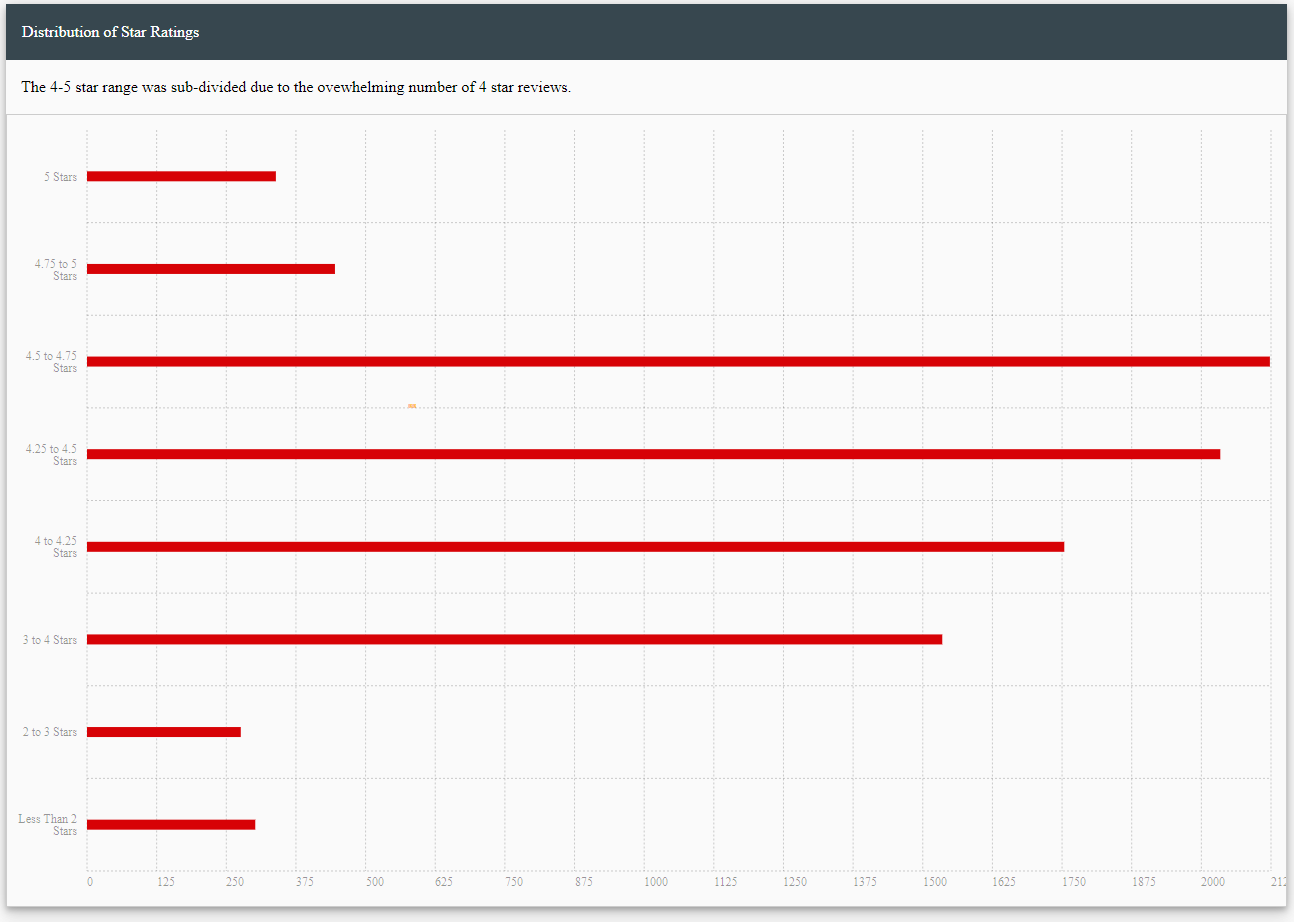 Distribution of Star Ratings
The 4-5 star range was sub-divided due to the ovewhelming number of 4 star reviews.
5 Stars
4.75 to 5
Stars
4.5 to 4.75
Stars
4.25 to 4.5
Stars
4 to 4.25
Stars
3 to 4 Stars
2 to 3 Stars
Less Than 2
Stars
0 125 250 375 500 625 750 875 1000 1125 1250 1375 1500 1625 1750 1875 2000